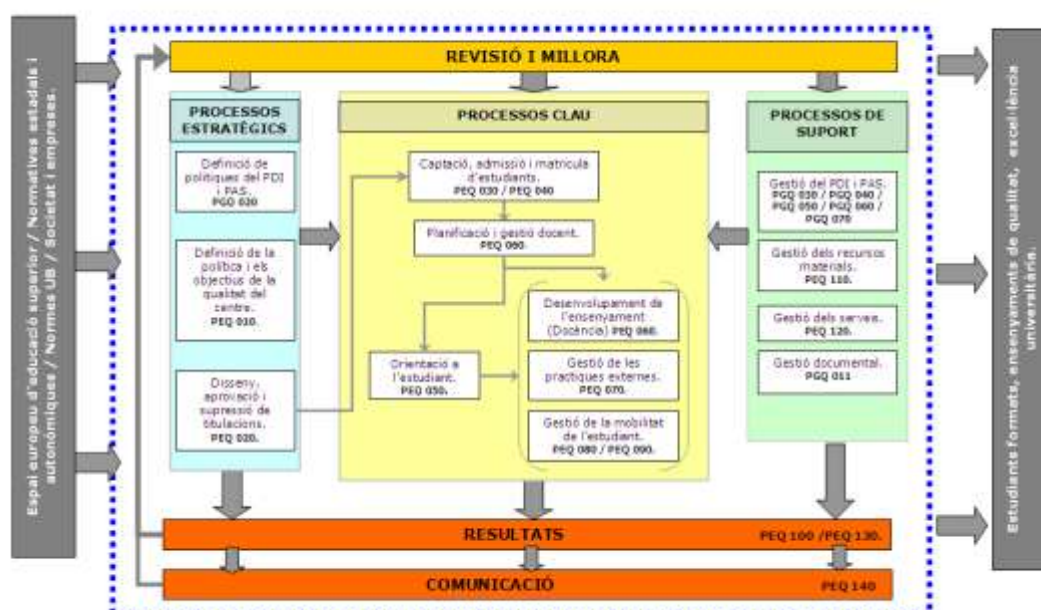 Espai europeu d'educació superior / Normatives estadals i
autonòmiques / Normes UB / Societat i empreses.
REVISIÓ I MILLORA
PROCESSOS
ESTRATÈGICS
Definició de
polítiques del PDI
i PAS.
PGQ 020
Definició de la
política i els
objectius de la
qualitat del
centre.
PEQ 010.
Disseny,
aprovació i
supressió de
titulacions.
PEQ 020.
PROCESSOS CLAU
Captació, admissió i matrícula
d'estudiants.
PEQ 030 / PEQ 040
Planificació i gestió docent.
PEQ 060.
Desenvolupament de
l'ensenyament
(Docència) PEQ 060.
Orientació a
l'estudiant.
PEQ 050.
Gestió de les
practiques externes.
PEQ 070.
Gestió de la mobilitat
de l'estudiant.
PEQ 080 / PEQ 090.
PROCESSOS DE
SUPORT
Gestió del PDI i PAS.
PGQ 030 / PGQ 040 /
PGQ 050 / PGQ 060 /
PGQ 070
Gestió dels recursos
materials.
PEQ 110.
Gestió dels serveis.
PEQ 120.
Gestió documental.
PGQ 011
RESULTATS
PEQ 100 /PEQ 130.
COMUNICACIÓ
PEQ 140
Estudiants formats, ensenyaments de qualitat, excel·lència
universitària.